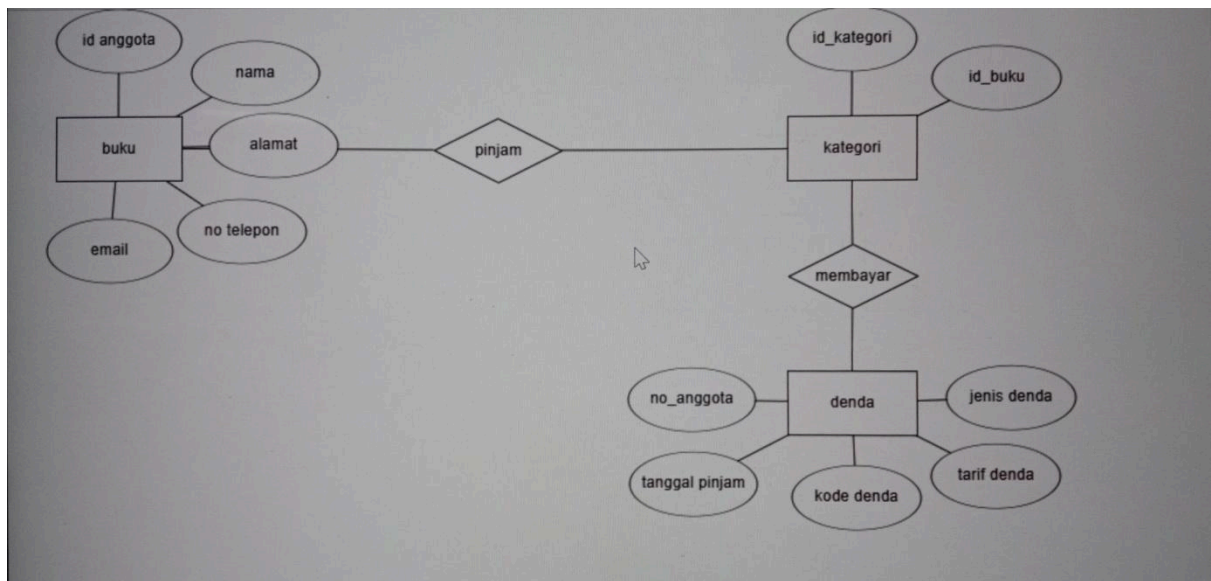 id anggota
nama
buku
alamat
email
no telepon
pinjam
id_kategori
id_buku
kategori
membayar
no_anggota
denda
jenis denda
tanggal pinjam
kode denda
tarif denda